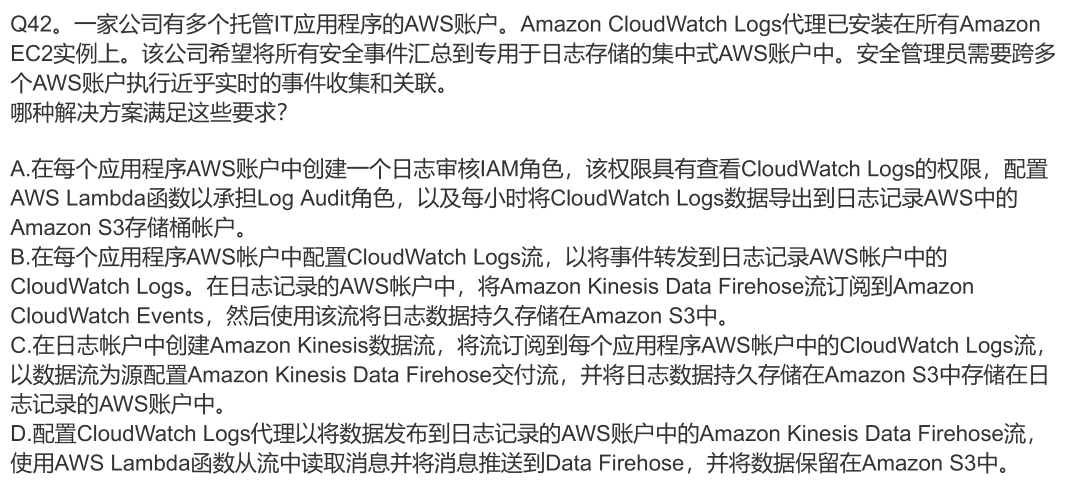 Q42。一家公司有多个托管IT应用程序的AWS账户。Amazon CloudWatch Logs代理已安装在所有Amazon
EC2实例上。该公司希望将所有安全事件汇总到专用于日志存储的集中式AWS账户中。安全管理员需要跨多
个AWS账户执行近乎实时的事件收集和关联。
哪种解决方案满足这些要求?
A.在每个应用程序AWS账户中创建一个日志审核IAM角色，该权限具有查看CloudWatch Logs的权限，配置
AWS Lambda函数以承担Log Audit角色，以及每小时将CloudWatch Logs数据导出到日志记录AWS中的
Amazon S3存储桶帐户。
B.在每个应用程序AWS帐户中配置CloudWatch Logs流，以将事件转发到日志记录AWS帐户中的
CloudWatch Logs。在日志记录的AWS帐户中，将Amazon Kinesis Data Firehose流订阅到Amazon
CloudWatch Events，然后使用该流将日志数据持久存储在Amazon S3中。
C.在日志帐户中创建Amazon Kinesis数据流，将流订阅到每个应用程序AWS帐户中的CloudWatch Logs流，
以数据流为源配置Amazon Kinesis Data Firehose交付流，并将日志数据持久存储在Amazon S3中存储在日
志记录的AWS账户中。
D.配置CloudWatch Logs代理以将数据发布到日志记录的AWS账户中的Amazon Kinesis Data Firehose流，
使用AWS Lambda函数从流中读取消息并将消息推送到Data Firehose，并将数据保留在Amazon S3中。